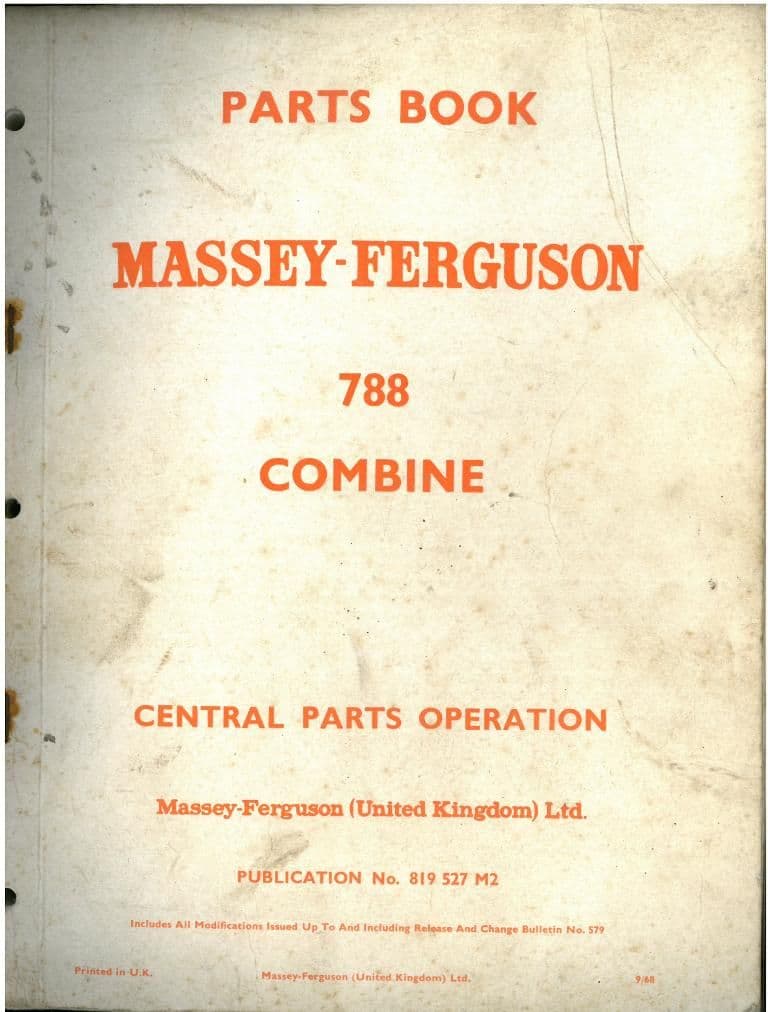 PARTS BOOK
MASSEY-FERGUSON
788
COMBINE
CENTRAL PARTS OPERATION
Massey-Ferguson (United Kingdom) Ltd.
PUBLICATION No. 819 527 M2
Includes All Modifications Issued Up To And Including Release And Change Bulletin No. 579
Printed in U.K.
Massey-Ferguson (United Kingdom) Ltd.
9/68